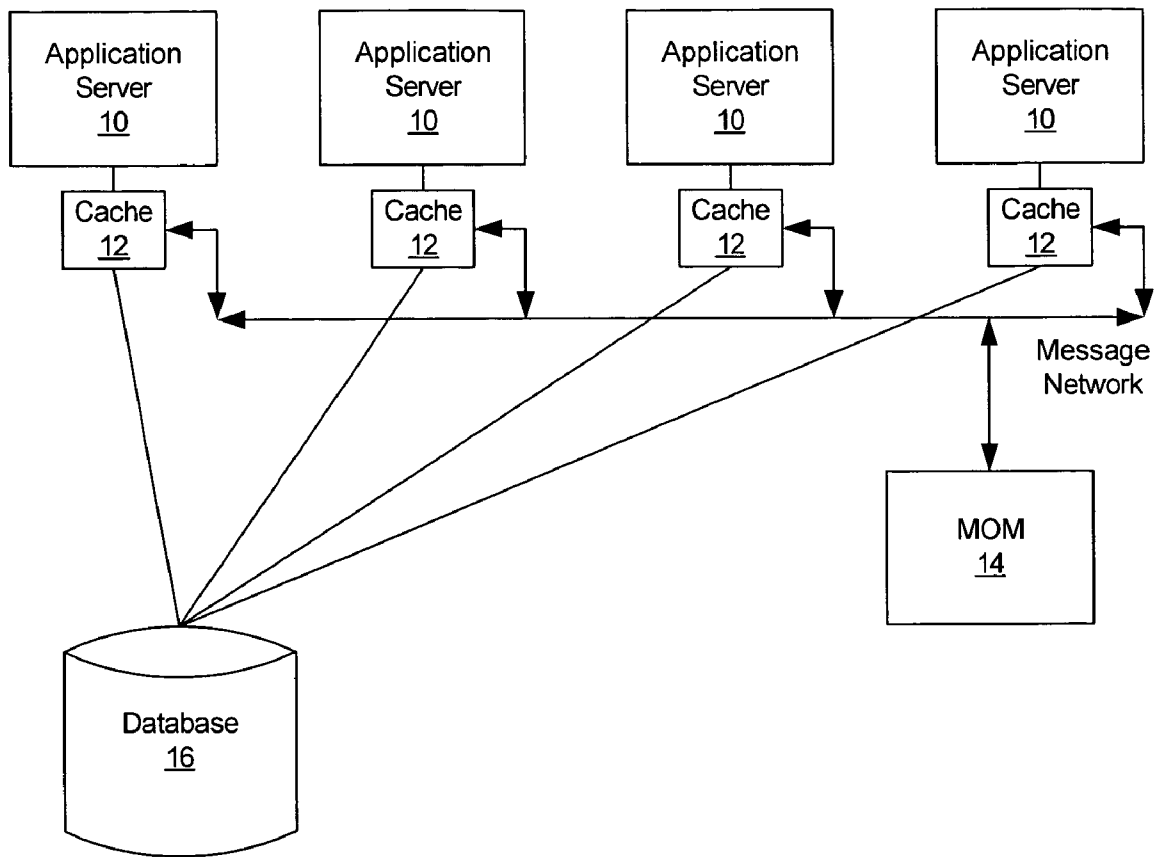 Application
Server
10
Application
Server
10
Application
Server
10
Application
Server
10
Cache
12
Cache
12
Cache
12
Cache
12
Message
Network
MOM
14
Database
16